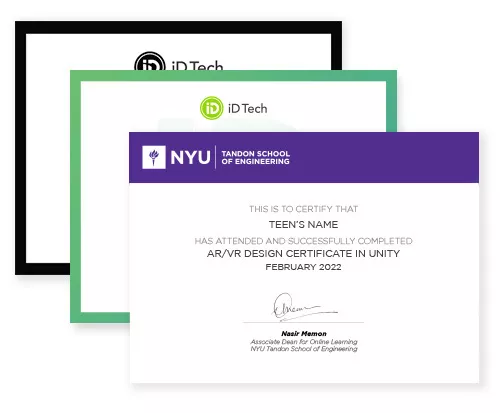 iD Tech
iD Tech
NYU
TANDON SCHOOL
OF ENGINEERING
THIS IS TO CERTIFY THAT
TEEN'S NAME
HAS ATTENDED AND SUCCESSFULLY COMPLETED
AR/VR DESIGN CERTIFICATE IN UNITY
FEBRUARY 2022
Nasir Memon
Associate Dean for Online Learning
NYU Tandon School of Engineering